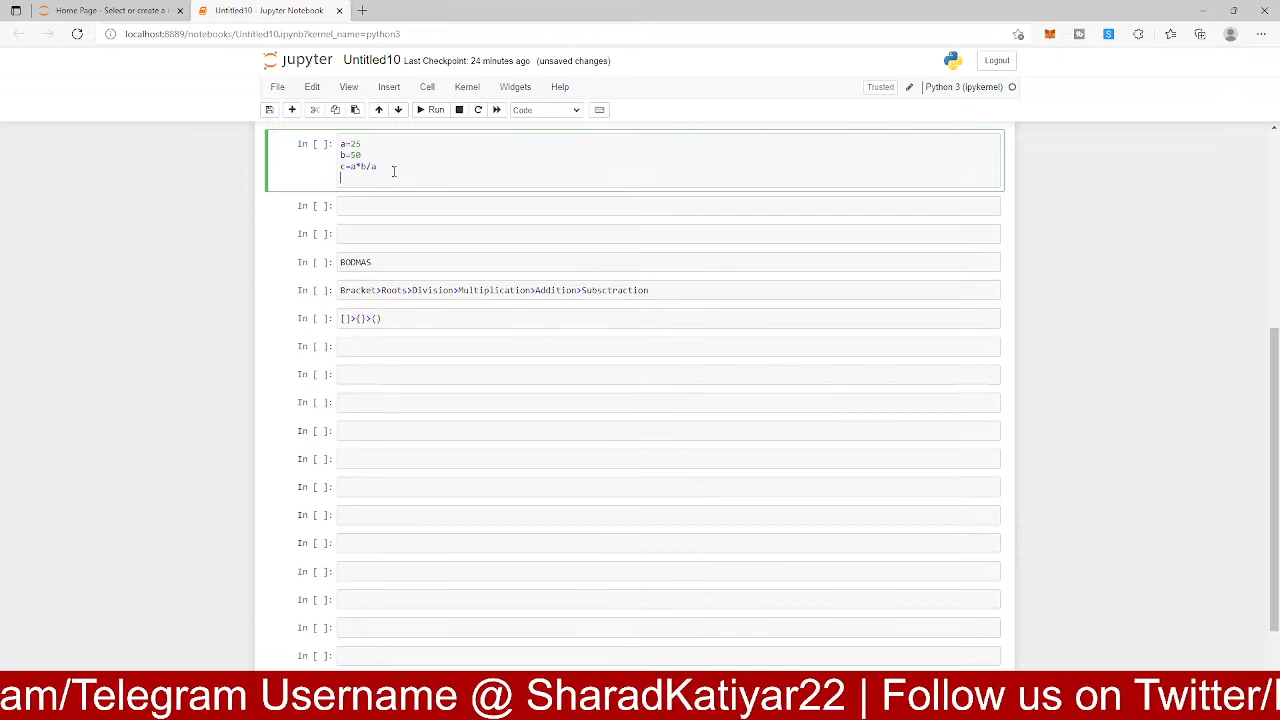 Home Page - Select or create a n
Untitled10 - Jupyter Notebook
localhost:8889/notebooks/Untitled10.ipynb?kernel_name=python3
jupyter Untitled10 Last Checkpoint: 24 minutes ago (unsaved changes)
Logout
File Edit View Insert Cell Kernel Widgets Help
Trusted
Python 3 (ipykernel)
Run
Code
In [ ]: a=25
b=50
c=a*b/a
In [ ]:
In [ ]:
In [ ]: BODMAS
In [ ]: Bracket>Roots>Division>Multiplication>Addition>Subsctraction
In [ ]: []>{}>()
In [ ]:
In [ ]:
In [ ]:
In [ ]:
In [ ]:
In [ ]:
In [ ]:
In [ ]:
In [ ]:
In [ ]:
In [ ]:
In [ ]:
am/Telegram Username @ SharadKatiyar22 | Follow us on Twitter/I